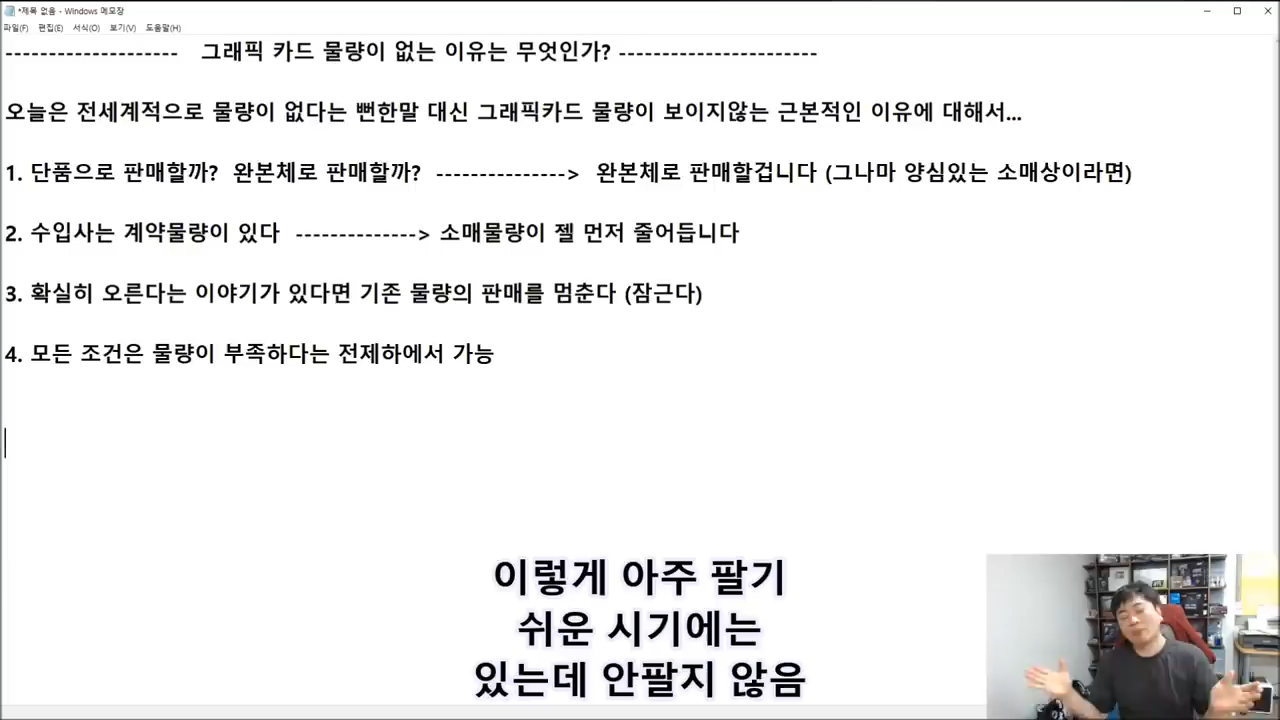 *제목 없음 - Windows 메모장
파일(F) 편집(E) 서식(O) 보기(V) 도움말(H)
-------------------- 그래픽 카드 물량이 없는 이유는 무엇인가? -----------------------
오늘은 전세계적으로 물량이 없다는 뻔한말 대신 그래픽카드 물량이 보이지않는 근본적인 이유에 대해서...
1. 단품으로 판매할까? 완본체로 판매할까? ---------------> 완본체로 판매할겁니다 (그나마 양심있는 소매상이라면)
2. 수입사는 계약물량이 있다 --------------> 소매물량이 젤 먼저 줄어듭니다
3. 확실히 오른다는 이야기가 있다면 기존 물량의 판매를 멈춘다 (잠근다)
4. 모든 조건은 물량이 부족하다는 전제하에서 가능
이렇게 아주 팔기
쉬운 시기에는
있는데 안팔지 않음